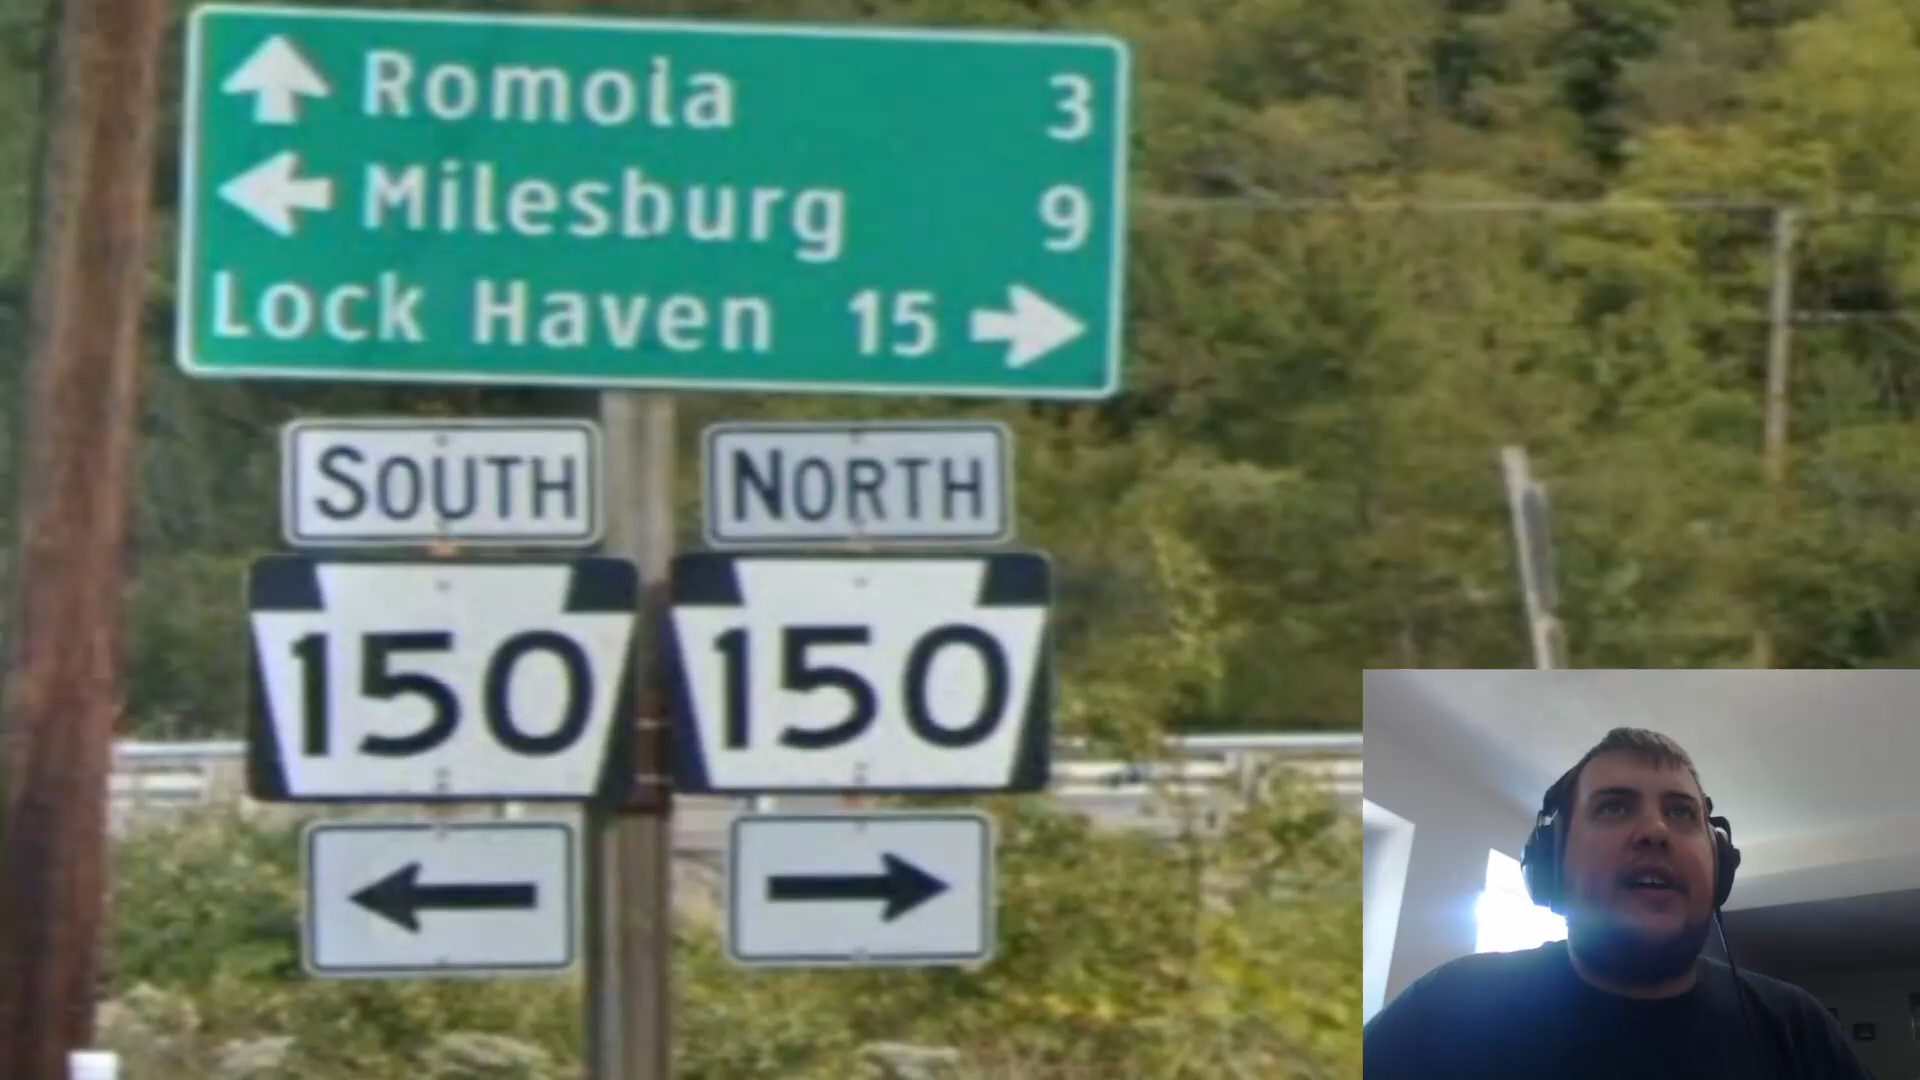 Romola 3
Milesburg 9
Lock Haven 15
SOUTH NORTH
150 150